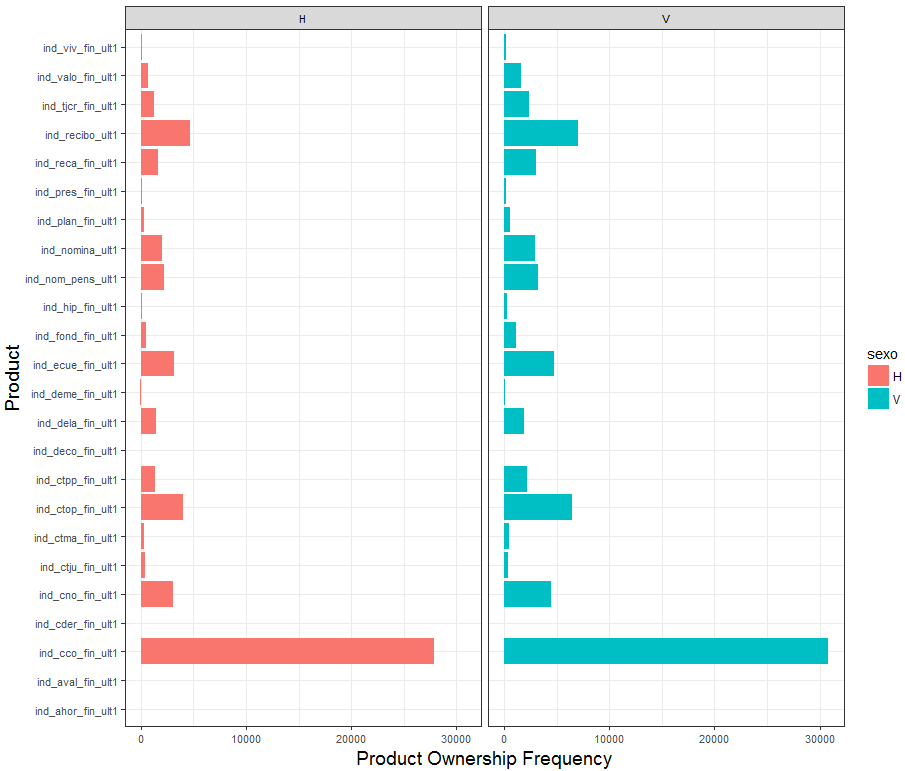 H
V
ind_viv_fin_ult1
ind_valo_fin_ult1
ind_tjcr_fin_ult1
ind_recibo_ult1
ind_reca_fin_ult1
ind_pres_fin_ult1
ind_plan_fin_ult1
ind_nomina_ult1
ind_nom_pens_ult1
ind_hip_fin_ult1
ind_fond_fin_ult1
ind_ecue_fin_ult1
ind_deme_fin_ult1
ind_dela_fin_ult1
ind_deco_fin_ult1
ind_ctpp_fin_ult1
ind_ctop_fin_ult1
ind_ctma_fin_ult1
ind_ctju_fin_ult1
ind_cno_fin_ult1
ind_cder_fin_ult1
ind_cco_fin_ult1
ind_aval_fin_ult1
ind_ahor_fin_ult1
Product
0 10000 20000 30000
0 10000 20000 30000
Product Ownership Frequency
sexo
H
V